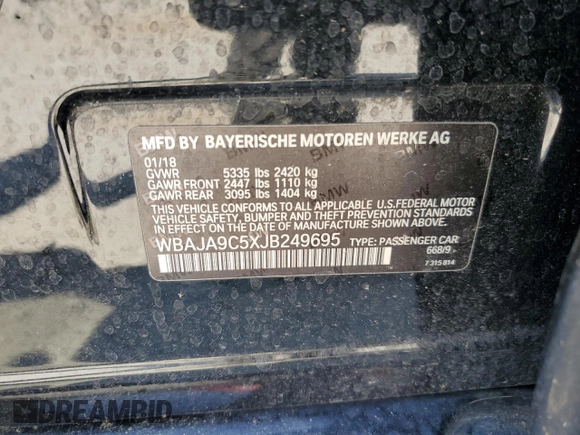 MFD BY BAYERISCHE MOTOREN WERKE AG
01/18
GVWR 5335 lbs 2420 kg
GAWR FRONT 2447 lbs 1110 kg
GAWR REAR 3095 lbs 1404 kg
THIS VEHICLE CONFORMS TO ALL APPLICABLE U.S.FEDERAL MOTOR
VEHICLE SAFETY, BUMPER AND THEFT PREVENTION STANDARDS
IN EFFECT ON THE DATE OF MANUFACTURE SHOWN ABOVE.
WBAJA9C5XJB249695 TYPE: PASSENGER CAR
668/9
7 315 814
DREAMBID